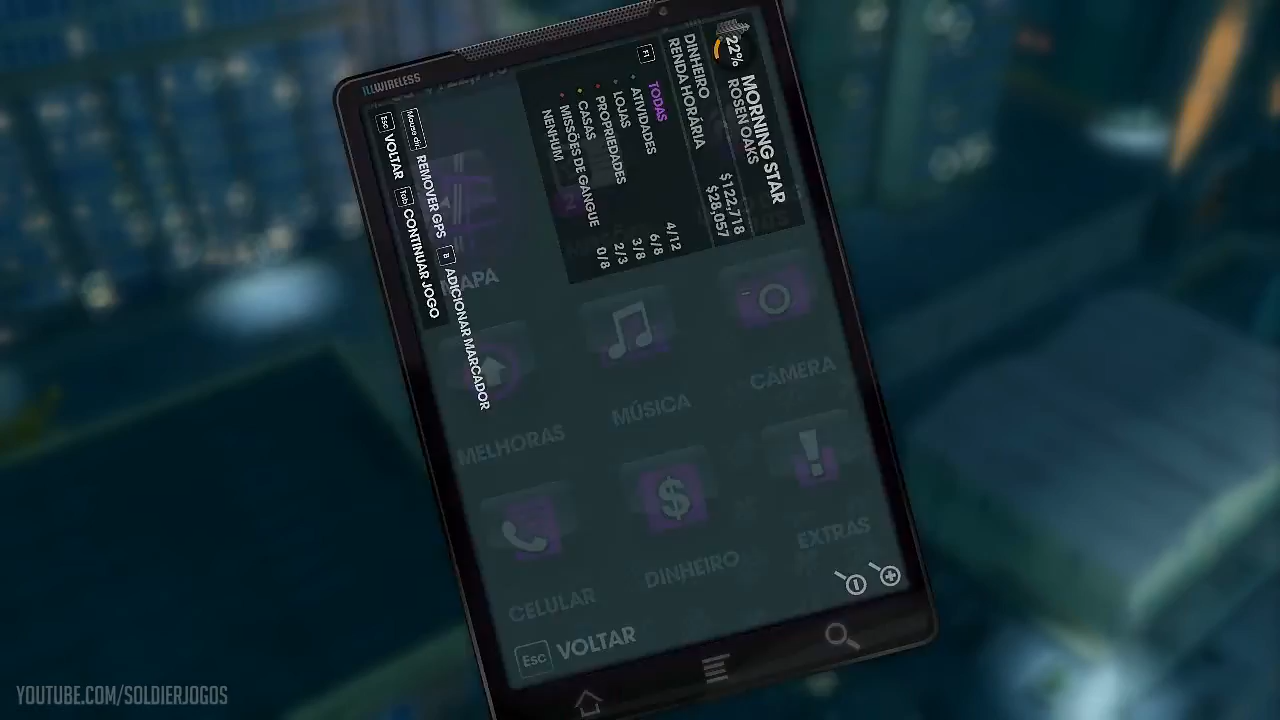 ILLWIRELESS
22% MORNING STAR
ROSEN OAKS
DINHEIRO $122,718
RENDA HORÁRIA $28,057
F1 TODAS
ATIVIDADES 4/12
LOJAS 6/8
PROPRIEDADES 3/8
CASAS 2/3
MISSÕES DE GANGUE 0/8
NENHUM
REMOVER GPS B ADICIONAR MARCADOR
Esc VOLTAR Tab CONTINUAR JOGO
MAPA
MELHORAS
MÚSICA
CÂMERA
CELULAR
DINHEIRO
EXTRAS
Esc VOLTAR
YOUTUBE.COM/SOLDIERJOGOS